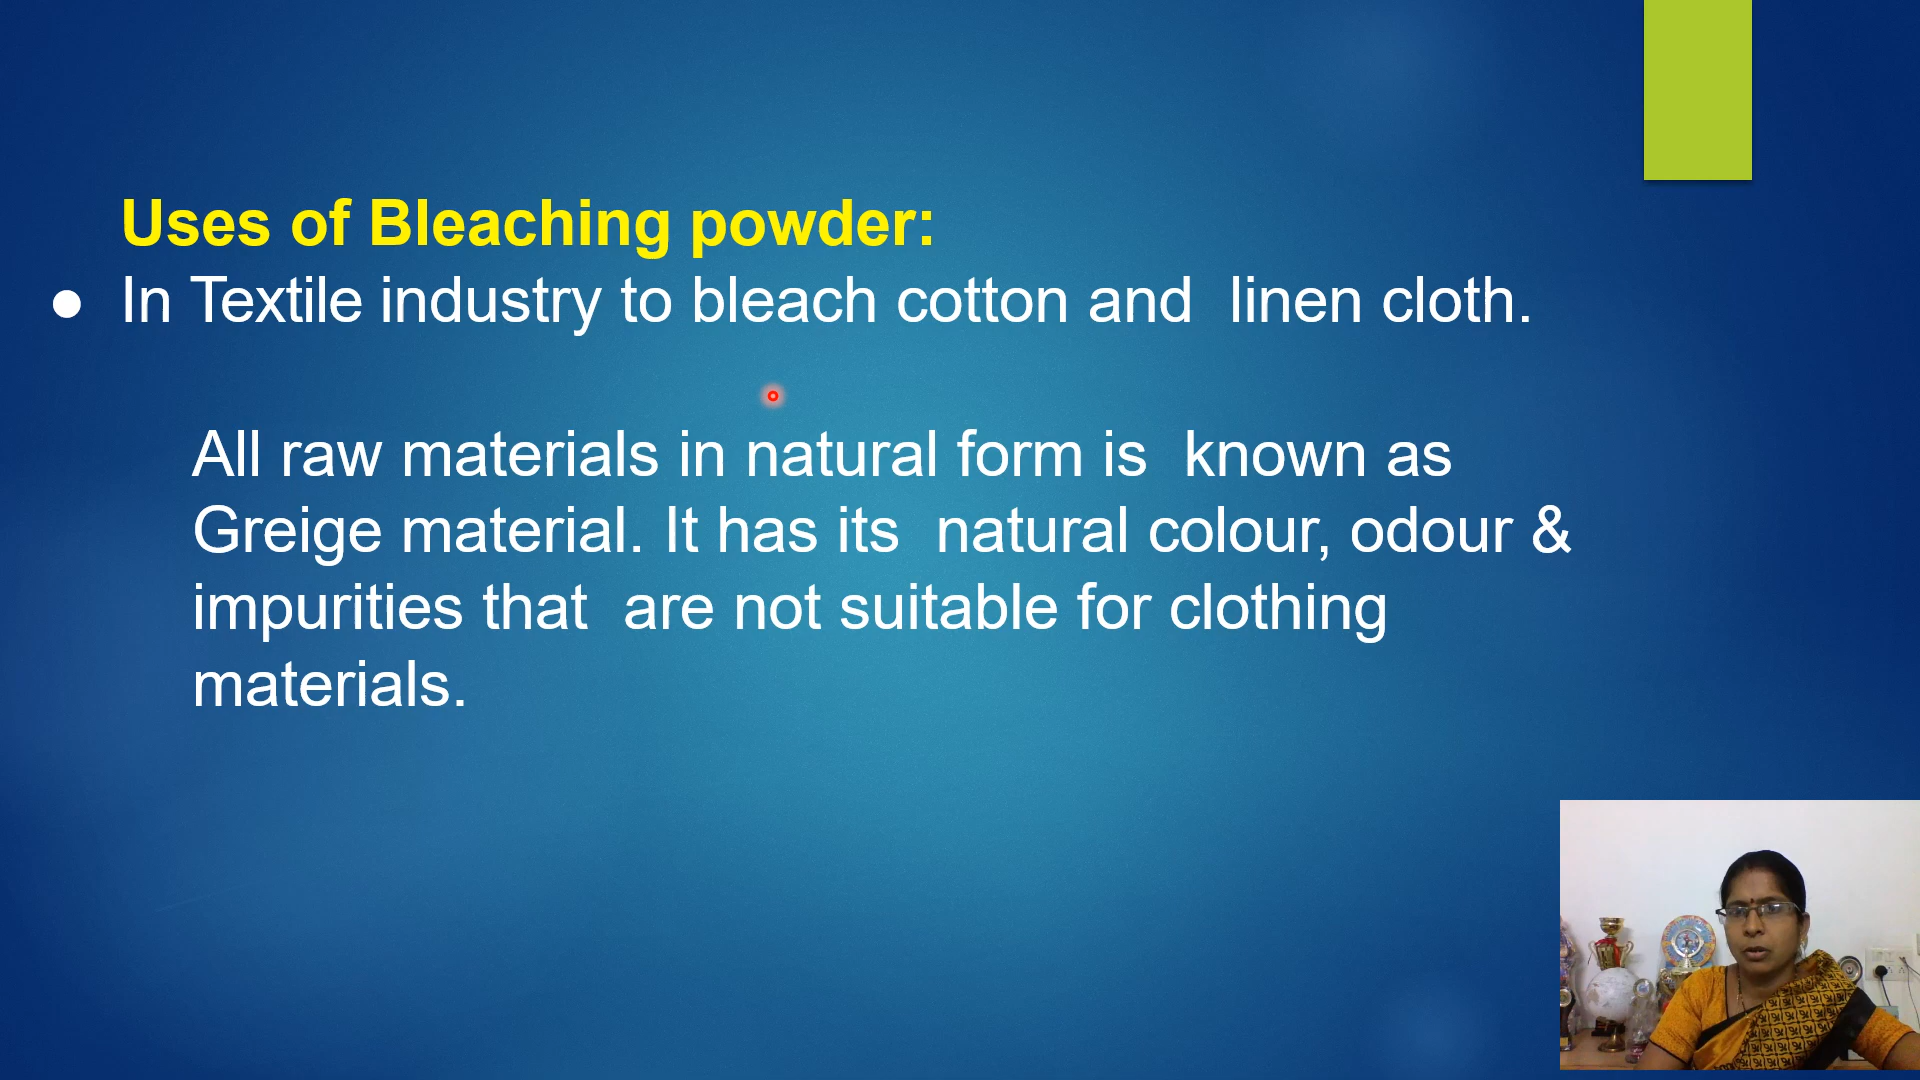 Uses of Bleaching powder:
● In Textile industry to bleach cotton and  linen cloth.
All raw materials in natural form is  known as
Greige material. It has its  natural colour, odour &
impurities that  are not suitable for clothing
materials.